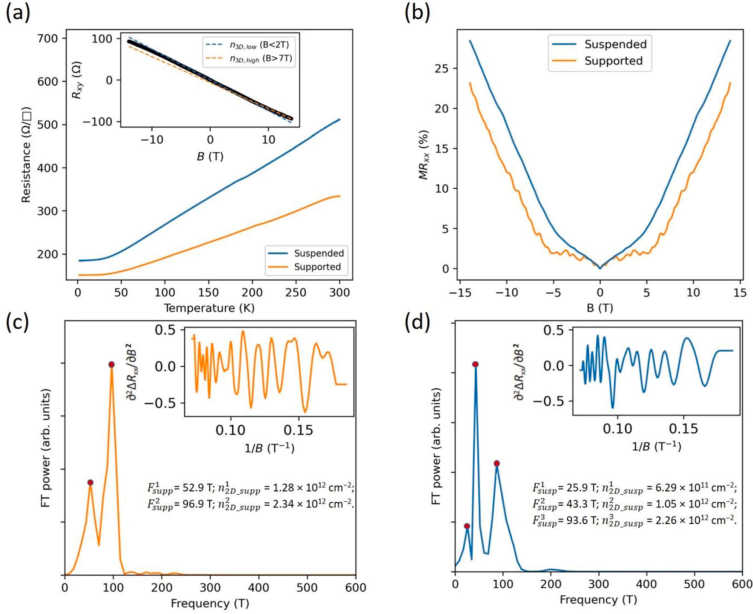 (a)
700
600
500
400
300
200
Resistance (Ω/□)
0 50 100 150 200 250 300
Temperature (K)
100
0
−100
R_xy (Ω)
−10 0 10
B (T)
n_3D,low (B<2T)
n_3D,high (B>7T)
Suspended
Supported
(b)
25
20
15
10
5
0
MR_xx (%)
−15 −10 −5 0 5 10 15
B (T)
Suspended
Supported
(c)
FT power (arb. units)
0 100 200 300 400 500 600
Frequency (T)
0.5
0.0
−0.5
∂²ΔR_xx/∂B²
0.10 0.15
1/B (T⁻¹)
F¹_supp = 52.9 T; n¹_2D_supp = 1.28 × 10¹² cm⁻²;
F²_supp = 96.9 T; n²_2D_supp = 2.34 × 10¹² cm⁻².
(d)
FT power (arb. units)
0 100 200 300 400 500 600
Frequency (T)
0.5
0.0
−0.5
∂²ΔR_xx/∂B²
0.10 0.15
1/B (T⁻¹)
F¹_susp = 25.9 T; n¹_2D_susp = 6.29 × 10¹¹ cm⁻²;
F²_susp = 43.3 T; n²_2D_susp = 1.05 × 10¹² cm⁻²;
F³_susp = 93.6 T; n³_2D_susp = 2.26 × 10¹² cm⁻².